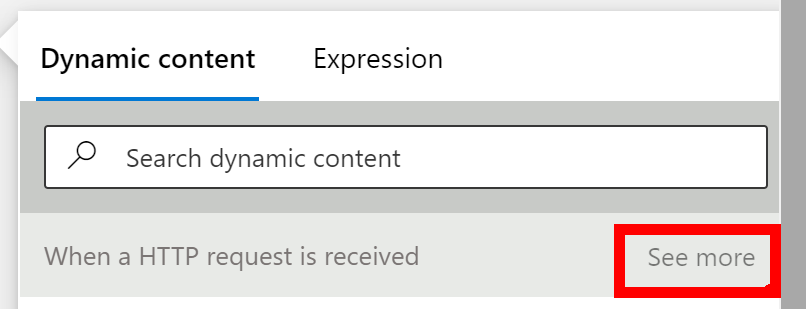 Dynamic content Expression
Search dynamic content
When a HTTP request is received See more